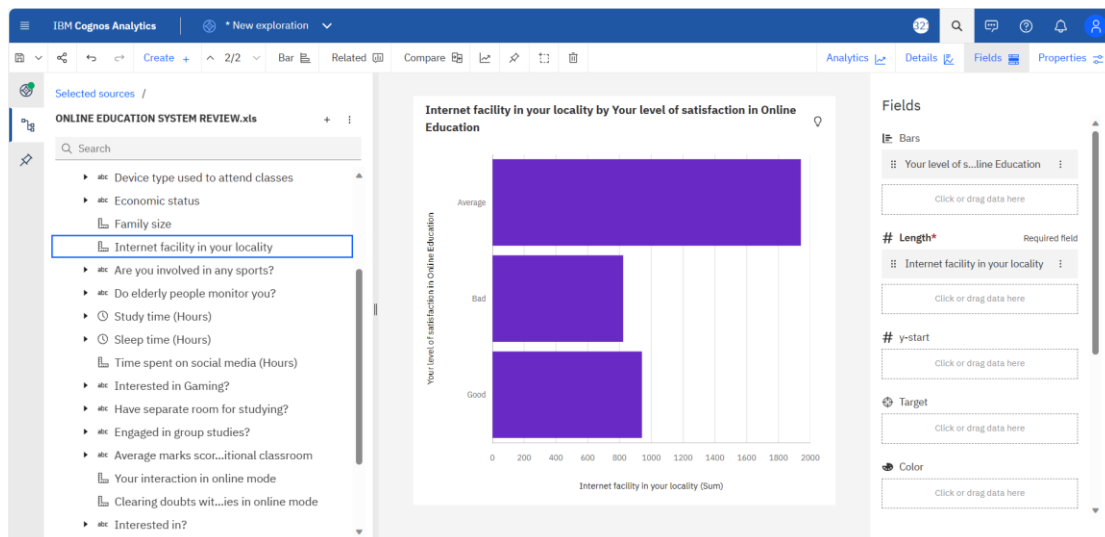 IBM Cognos Analytics
* New exploration
Create +
2/2
Bar
Related
Compare
Analytics
Details
Fields
Properties
Selected sources /
ONLINE EDUCATION SYSTEM REVIEW.xls
Search
abc Device type used to attend classes
abc Economic status
Family size
Internet facility in your locality
abc Are you involved in any sports?
abc Do elderly people monitor you?
Study time (Hours)
Sleep time (Hours)
Time spent on social media (Hours)
abc Interested in Gaming?
abc Have separate room for studying?
abc Engaged in group studies?
abc Average marks scor...itional classroom
Your interaction in online mode
Clearing doubts wit...ies in online mode
abc Interested in?
Internet facility in your locality by Your level of satisfaction in Online
Education
Your level of satisfaction in Online Education
Average
Bad
Good
0 200 400 600 800 1000 1200 1400 1600 1800 2000
Internet facility in your locality (Sum)
Fields
Bars
Your level of s...line Education
Click or drag data here
# Length*
Required field
Internet facility in your locality
Click or drag data here
# y-start
Click or drag data here
Target
Click or drag data here
Color
Click or drag data here